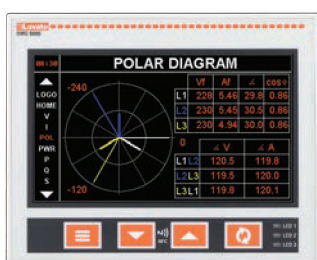 Lovato
00:30
POLAR DIAGRAM
LOGO
HOME
V
I
POL
PWR
P
Q
S
-240
0
-120
Vf Af ∡ cosφ
L1 228 5.46 29.8 0.86
L2 230 5.45 30.5 0.86
L3 230 4.94 30.0 0.86
∡ V ∡ A
L1L2 120.5 119.8
L2L3 119.5 120.0
L3L1 119.8 120.1
NFC
LED 1
LED 2
LED 3